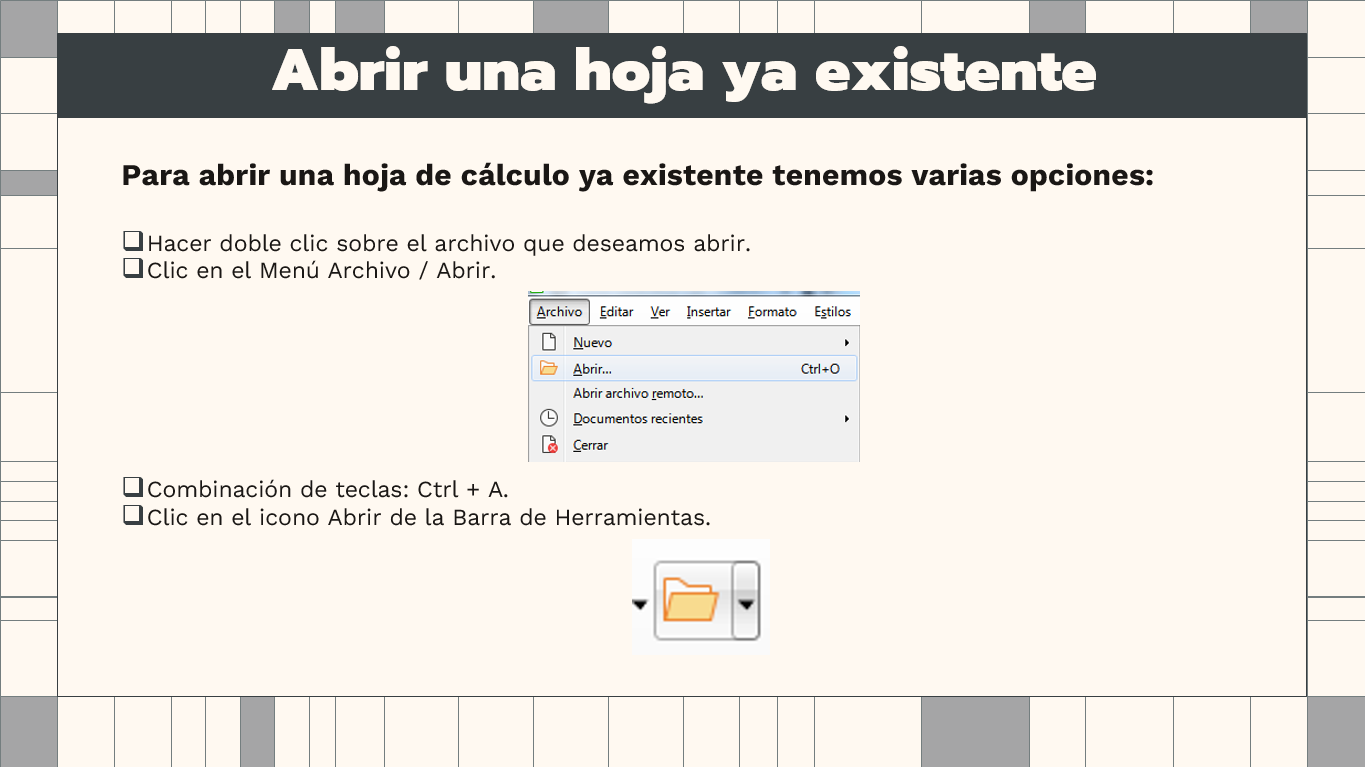 Abrir una hoja ya existente
Para abrir una hoja de cálculo ya existente tenemos varias opciones:
❑Hacer doble clic sobre el archivo que deseamos abrir.
❑Clic en el Menú Archivo / Abrir.
Archivo Editar Ver Insertar Formato Estilos
Nuevo
Abrir... Ctrl+O
Abrir archivo remoto...
Documentos recientes
Cerrar
❑Combinación de teclas: Ctrl + A.
❑Clic en el icono Abrir de la Barra de Herramientas.